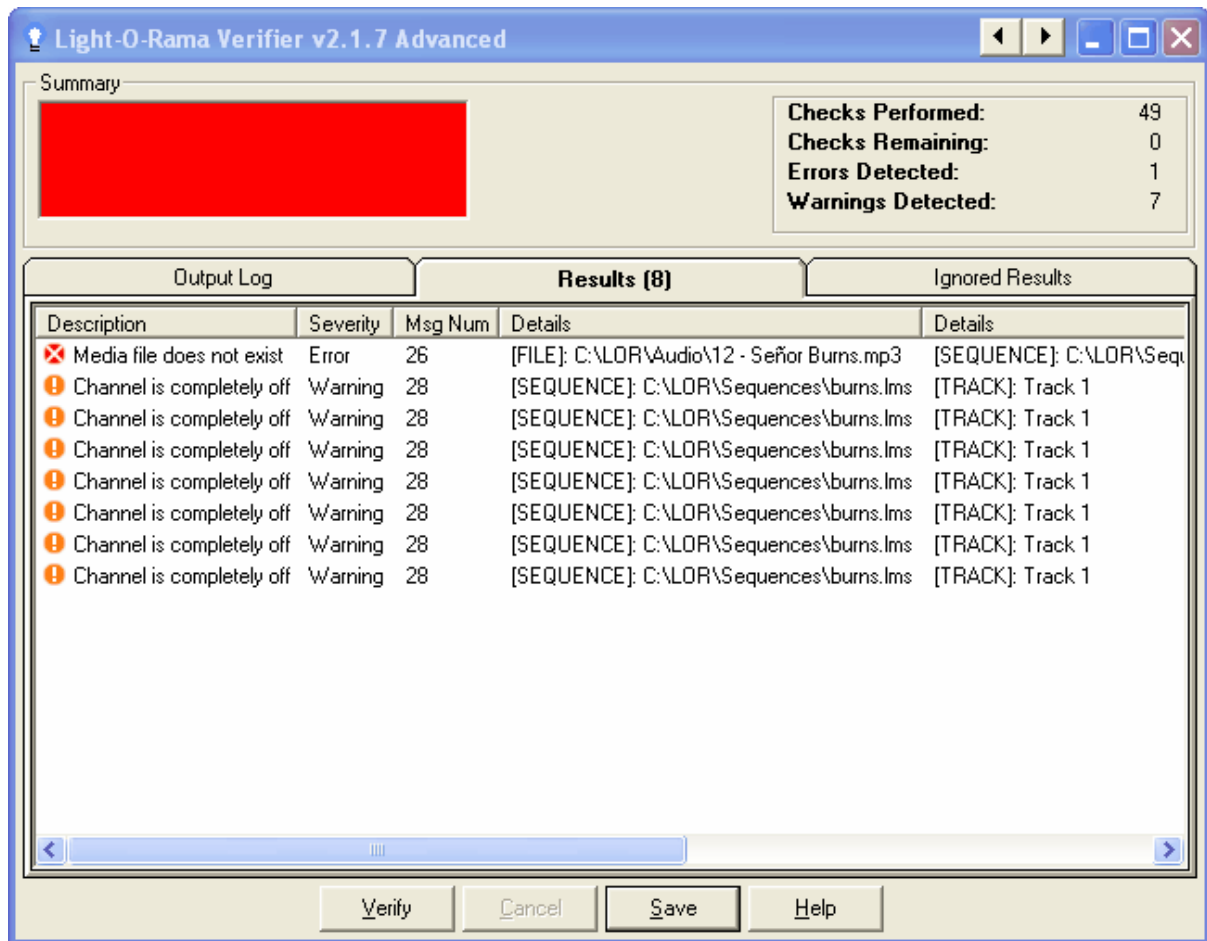 Light-O-Rama Verifier v2.1.7 Advanced
Summary
Checks Performed: 49
Checks Remaining: 0
Errors Detected: 1
Warnings Detected: 7
Output Log Results (8) Ignored Results
Description Severity Msg Num Details Details
Media file does not exist Error 26 [FILE]: C:\LOR\Audio\12 - Señor Burns.mp3 [SEQUENCE]: C:\LOR\Sequ
Channel is completely off Warning 28 [SEQUENCE]: C:\LOR\Sequences\burns.lms [TRACK]: Track 1
Channel is completely off Warning 28 [SEQUENCE]: C:\LOR\Sequences\burns.lms [TRACK]: Track 1
Channel is completely off Warning 28 [SEQUENCE]: C:\LOR\Sequences\burns.lms [TRACK]: Track 1
Channel is completely off Warning 28 [SEQUENCE]: C:\LOR\Sequences\burns.lms [TRACK]: Track 1
Channel is completely off Warning 28 [SEQUENCE]: C:\LOR\Sequences\burns.lms [TRACK]: Track 1
Channel is completely off Warning 28 [SEQUENCE]: C:\LOR\Sequences\burns.lms [TRACK]: Track 1
Channel is completely off Warning 28 [SEQUENCE]: C:\LOR\Sequences\burns.lms [TRACK]: Track 1
Verify Cancel Save Help